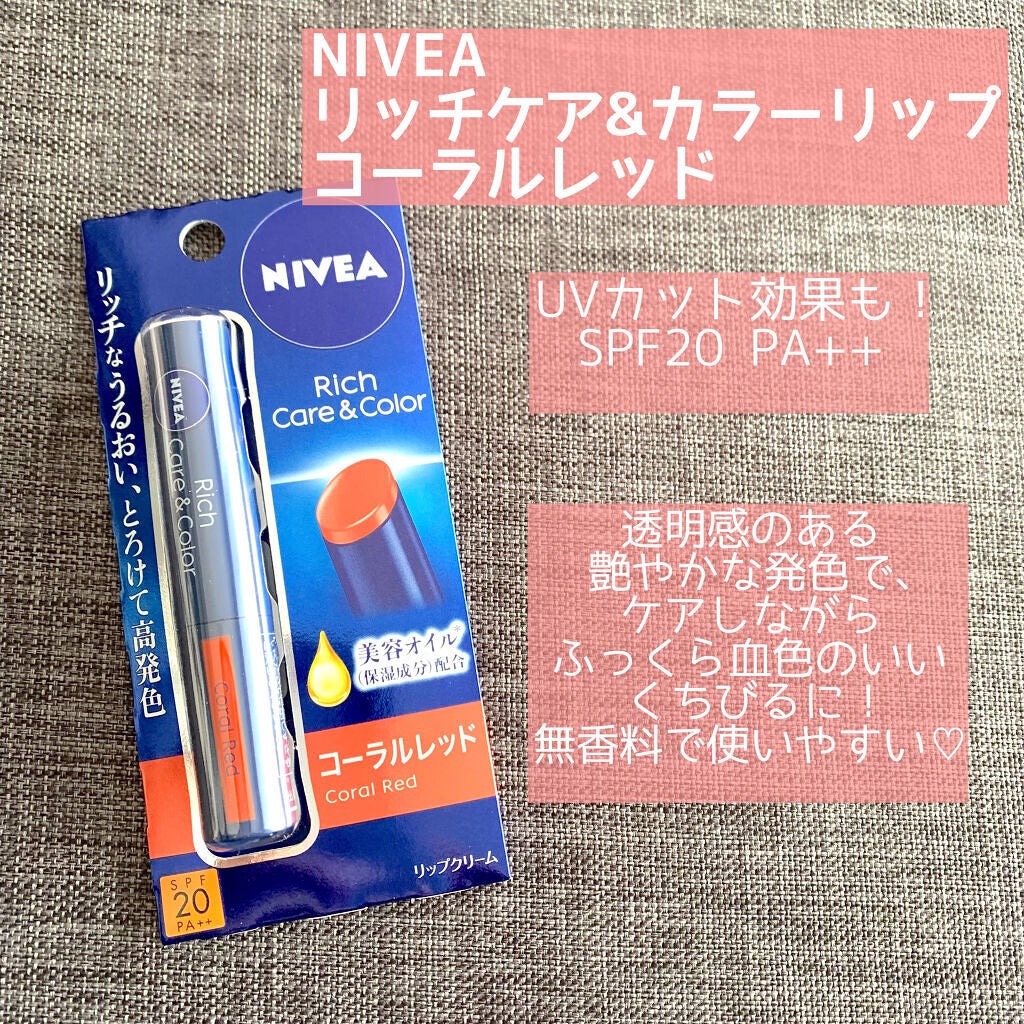 NIVEA
リッチケア&カラーリップ
コーラルレッド
UVカット効果も！
SPF20 PA++
透明感のある
艶やかな発色で、
ケアしながら
ふっくら血色のいい
くちびるに！
無香料で使いやすい♡
NIVEA
Rich
Care & Color
リッチなうるおい、とろけて高発色
NIVEA
Rich
Care & Color
Coral Red
美容オイル*
(保湿成分)配合
コーラルレッド
Coral Red
リップクリーム
SPF
20
PA++